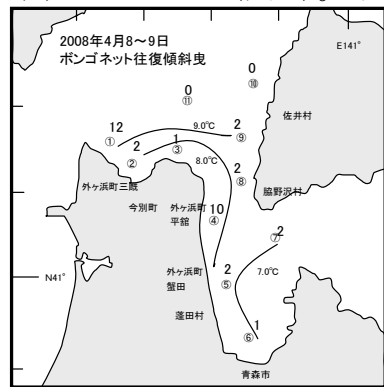 2008年4月8～9日
ボンゴネット往復傾斜曳
E141°
0
⑩
0
⑪
佐井村
12
①
9.0℃
2
⑨
2
②
1
③
8.0℃
2
⑧
外ヶ浜町三厩
脇野沢村
今別町
外ヶ浜町
平舘
10
④
2
⑦
N41°
外ヶ浜町
蟹田
2
⑤
7.0℃
蓬田村
1
⑥
青森市